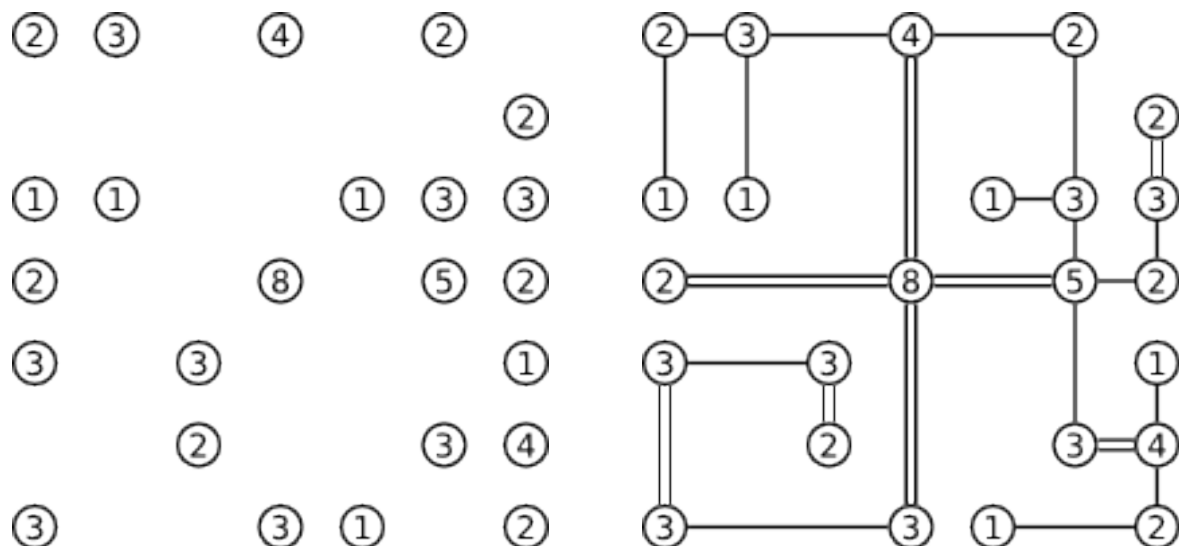 2 3 4 2 2 3 4 2
2 2
1 1 1 3 3 1 1 1 3 3
2 8 5 2 2 8 5 2
3 3 1 3 3 1
2 3 4 2 3 4
3 3 1 2 3 3 1 2